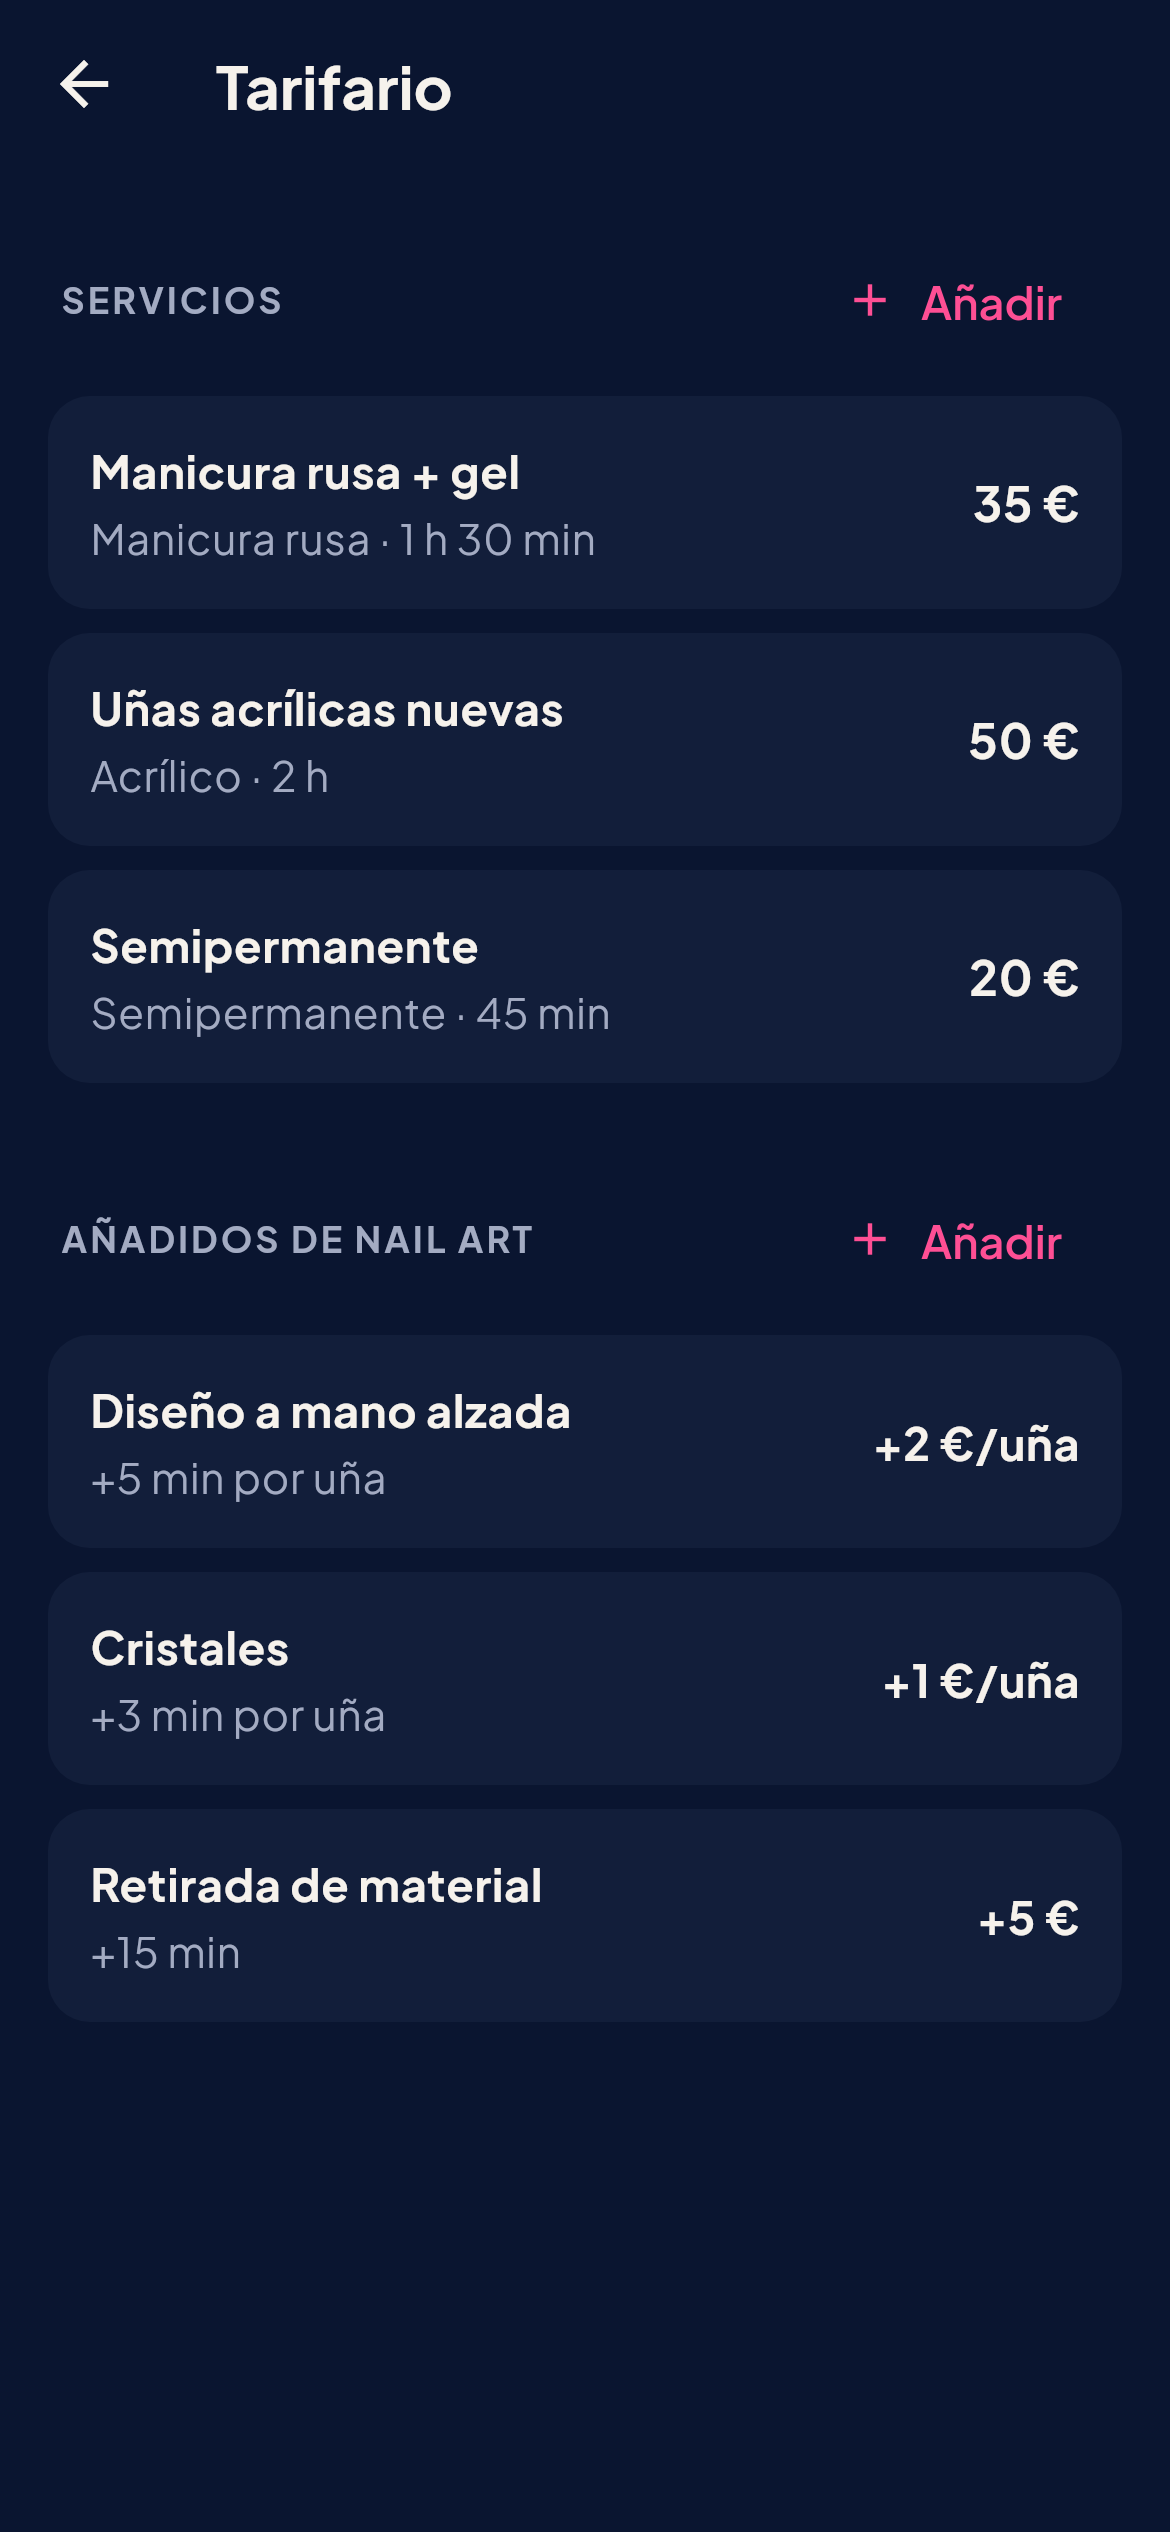 Tarifario
SERVICIOS
+ Añadir
Manicura rusa + gel
Manicura rusa · 1 h 30 min
35 €
Uñas acrílicas nuevas
Acrílico · 2 h
50 €
Semipermanente
Semipermanente · 45 min
20 €
AÑADIDOS DE NAIL ART
+ Añadir
Diseño a mano alzada
+5 min por uña
+2 €/uña
Cristales
+3 min por uña
+1 €/uña
Retirada de material
+15 min
+5 €